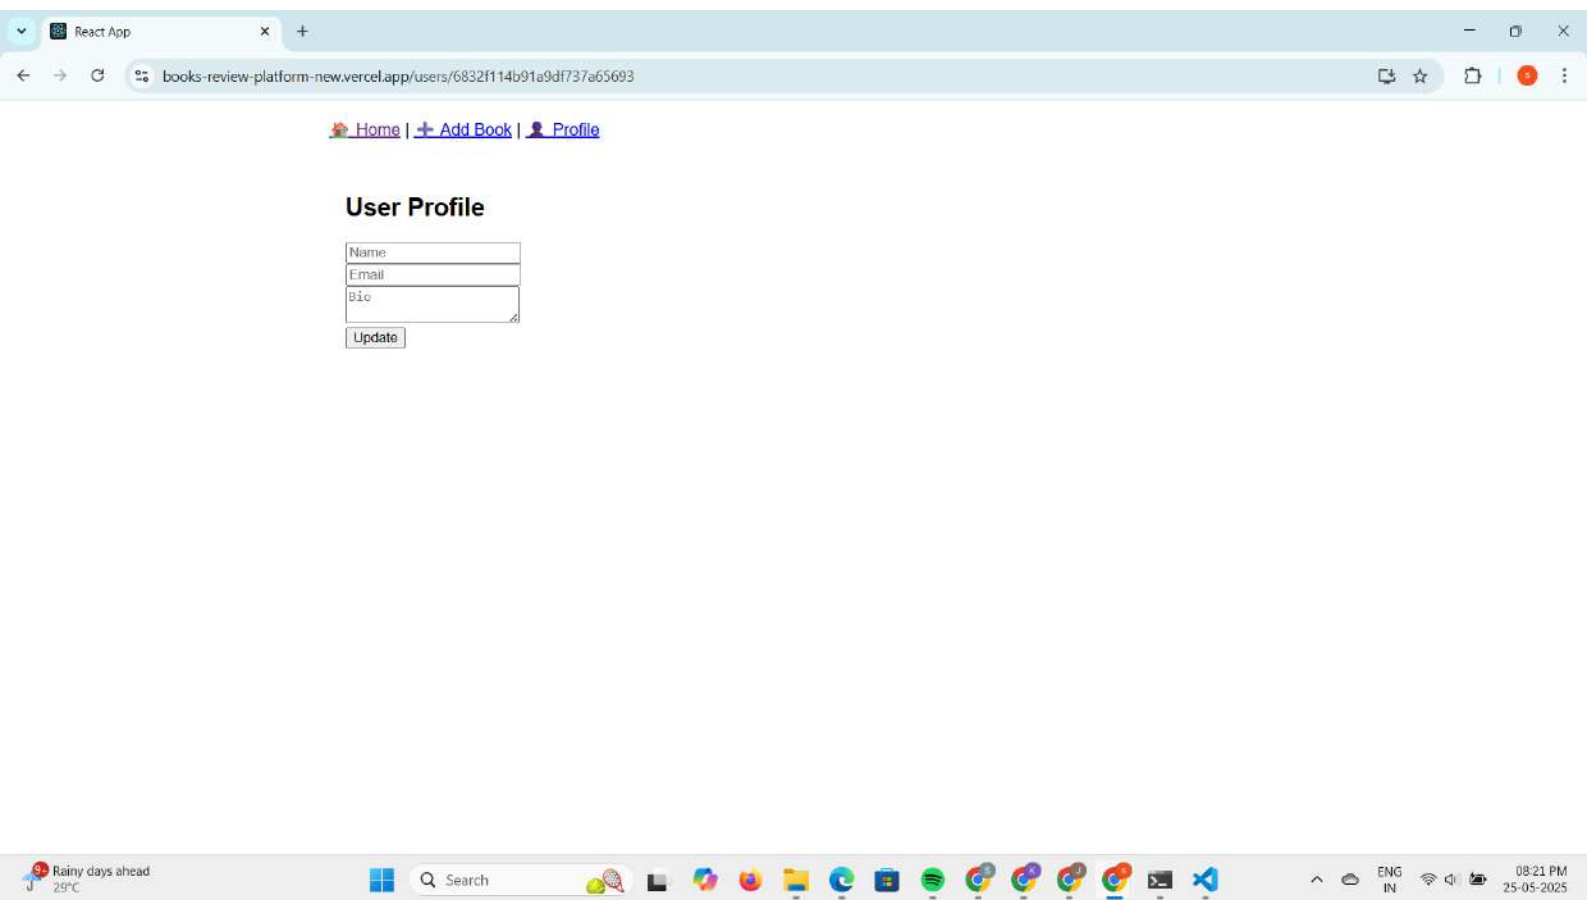 React App
books-review-platform-new.vercel.app/users/6832f114b91a9df737a65693
Home | Add Book | Profile
User Profile
Name
Email
Bio
Update
9+
Rainy days ahead
29°C
Search
ENG
IN
08:21 PM
25-05-2025